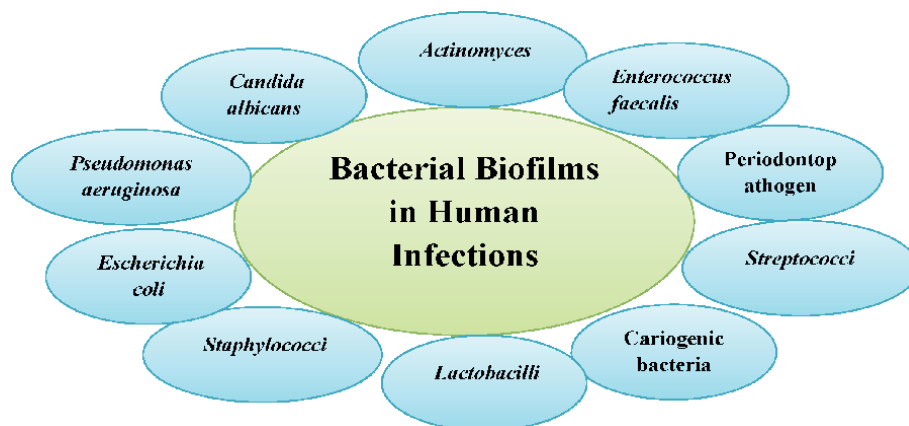 Actinomyces
Candida
albicans
Enterococcus
faecalis
Pseudomonas
aeruginosa
Bacterial Biofilms
in Human
Infections
Periodontop
athogen
Escherichia
coli
Streptococci
Staphylococci
Lactobacilli
Cariogenic
bacteria